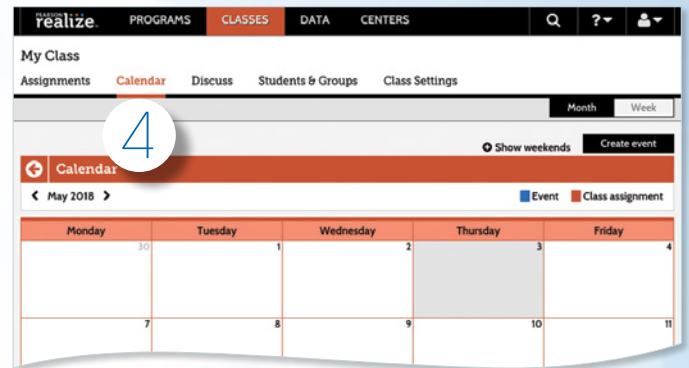 PEARSON
realize. PROGRAMS CLASSES DATA CENTERS ?
My Class
Assignments Calendar Discuss Students & Groups Class Settings
Month Week
4
Show weekends Create event
Calendar
May 2018 Event Class assignment
Monday Tuesday Wednesday Thursday Friday
30 1 2 3 4
7 8 9 10 11